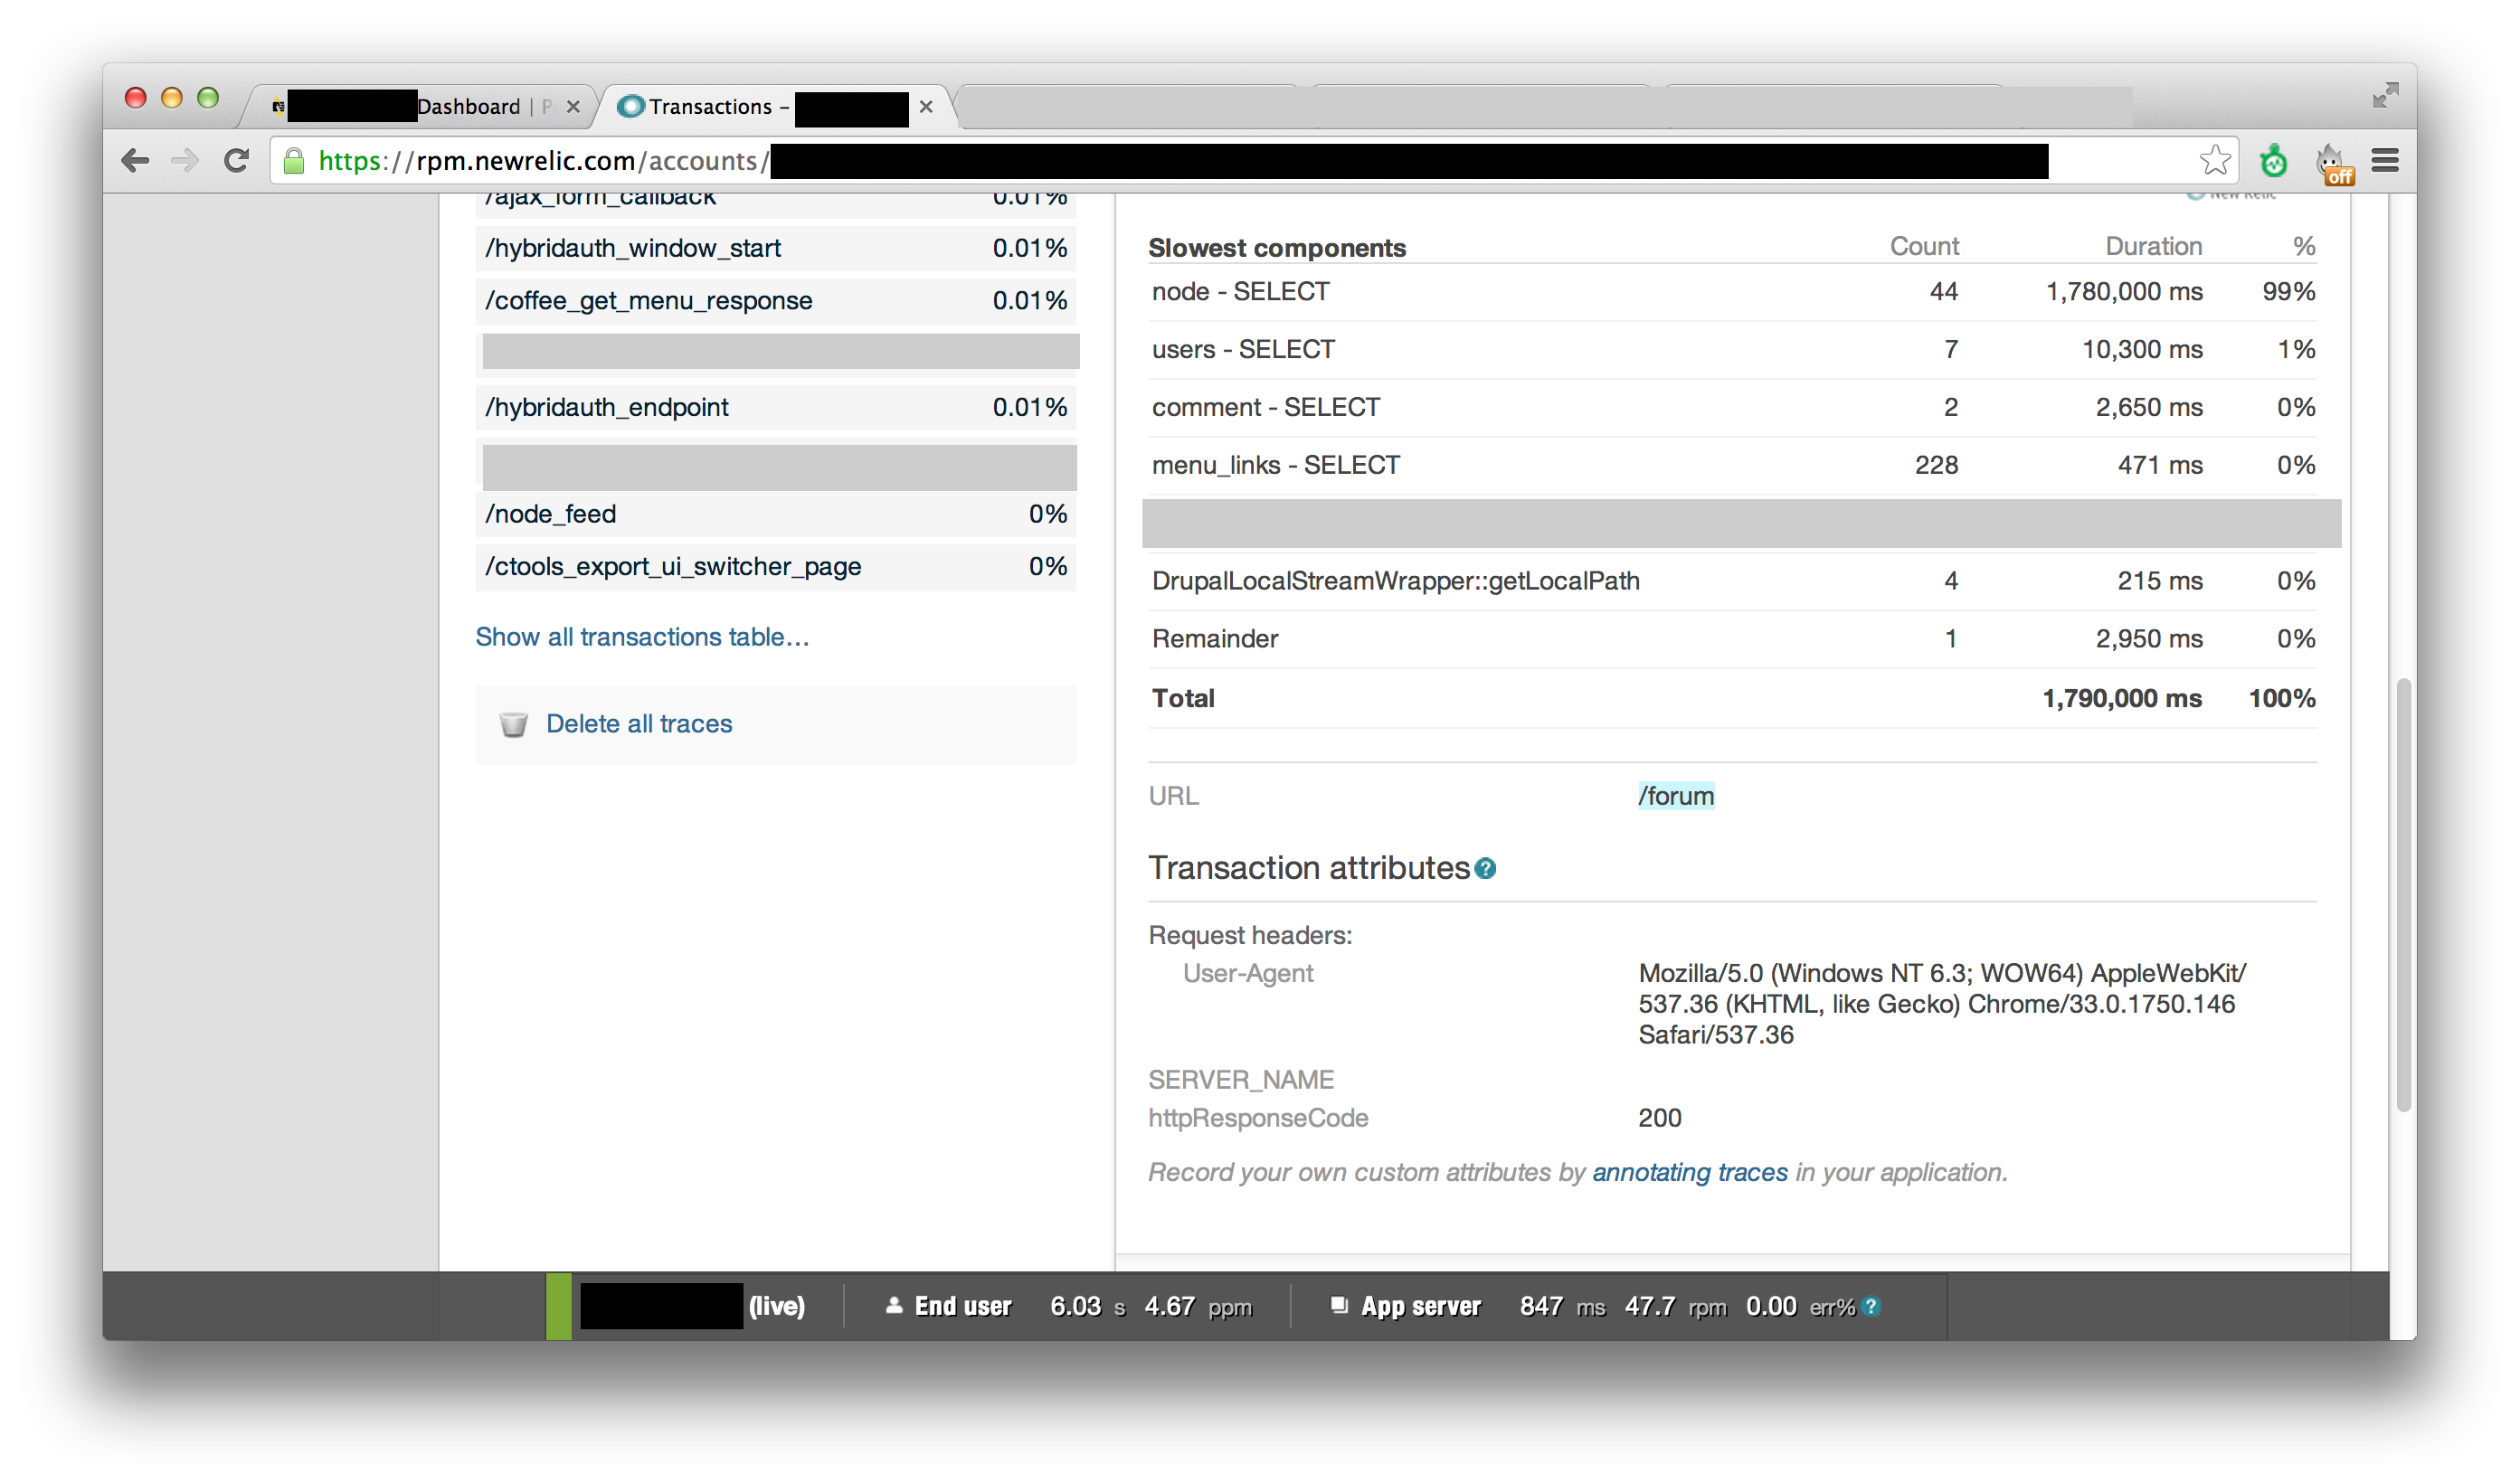 Dashboard | P
Transactions –
https://rpm.newrelic.com/accounts/
off
/ajax_form_callback 0.01%
/hybridauth_window_start 0.01%
/coffee_get_menu_response 0.01%
/hybridauth_endpoint 0.01%
/node_feed 0%
/ctools_export_ui_switcher_page 0%
Show all transactions table...
Delete all traces
New Relic
Slowest components Count Duration %
node - SELECT 44 1,780,000 ms 99%
users - SELECT 7 10,300 ms 1%
comment - SELECT 2 2,650 ms 0%
menu_links - SELECT 228 471 ms 0%
DrupalLocalStreamWrapper::getLocalPath 4 215 ms 0%
Remainder 1 2,950 ms 0%
Total 1,790,000 ms 100%
URL /forum
Transaction attributes ?
Request headers:
User-Agent Mozilla/5.0 (Windows NT 6.3; WOW64) AppleWebKit/
537.36 (KHTML, like Gecko) Chrome/33.0.1750.146
Safari/537.36
SERVER_NAME
httpResponseCode 200
Record your own custom attributes by annotating traces in your application.
(live) End user 6.03 s 4.67 ppm App server 847 ms 47.7 rpm 0.00 err% ?